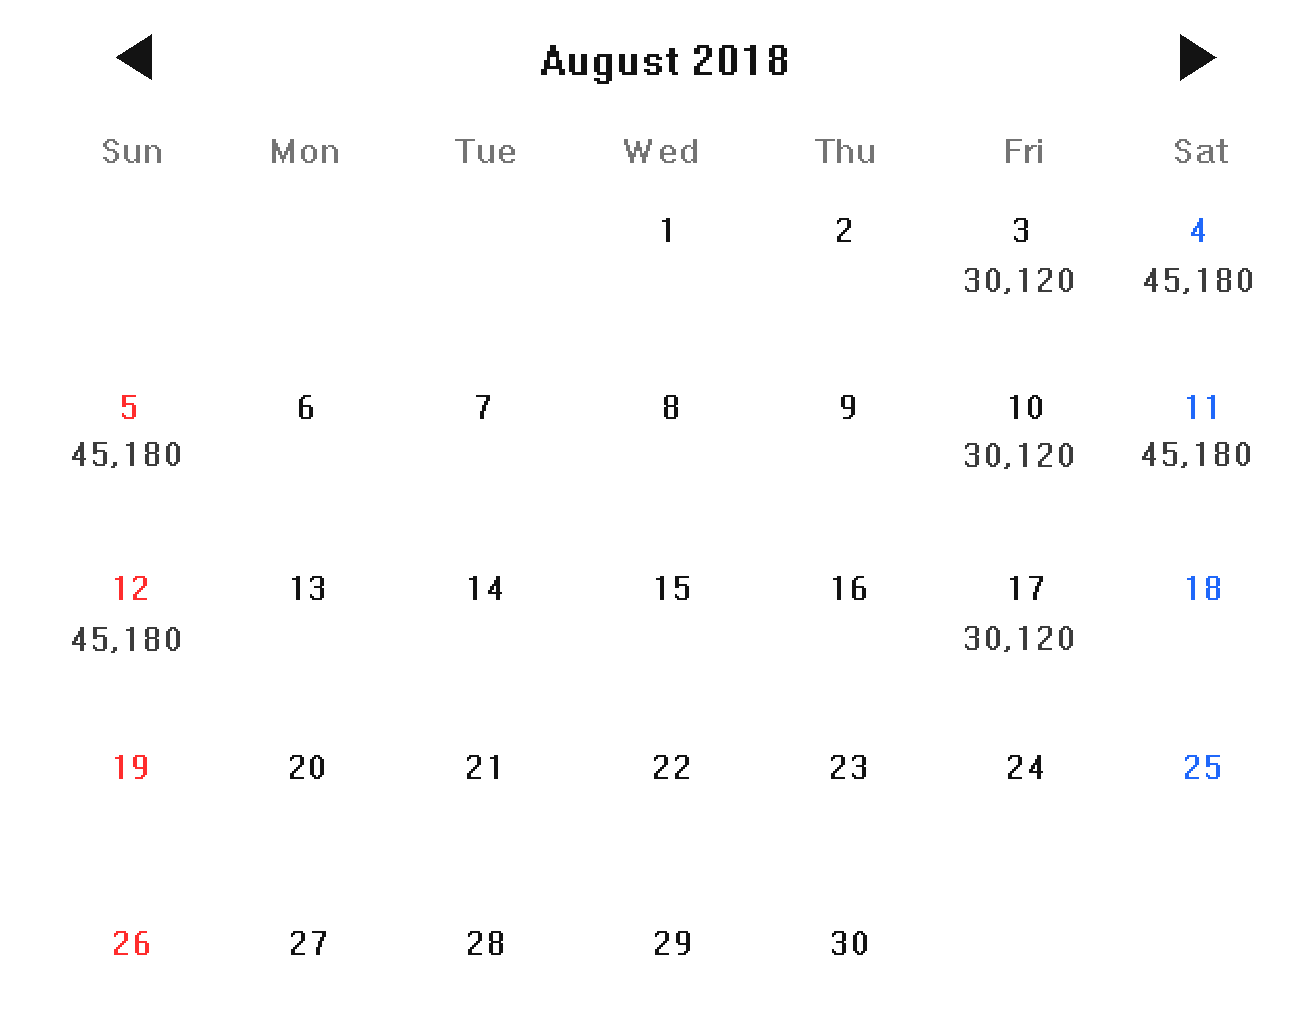 August 2018
Sun Mon Tue Wed Thu Fri Sat
1 2 3 4
30,120 45,180
5 6 7 8 9 10 11
45,180 30,120 45,180
12 13 14 15 16 17 18
45,180 30,120
19 20 21 22 23 24 25
26 27 28 29 30